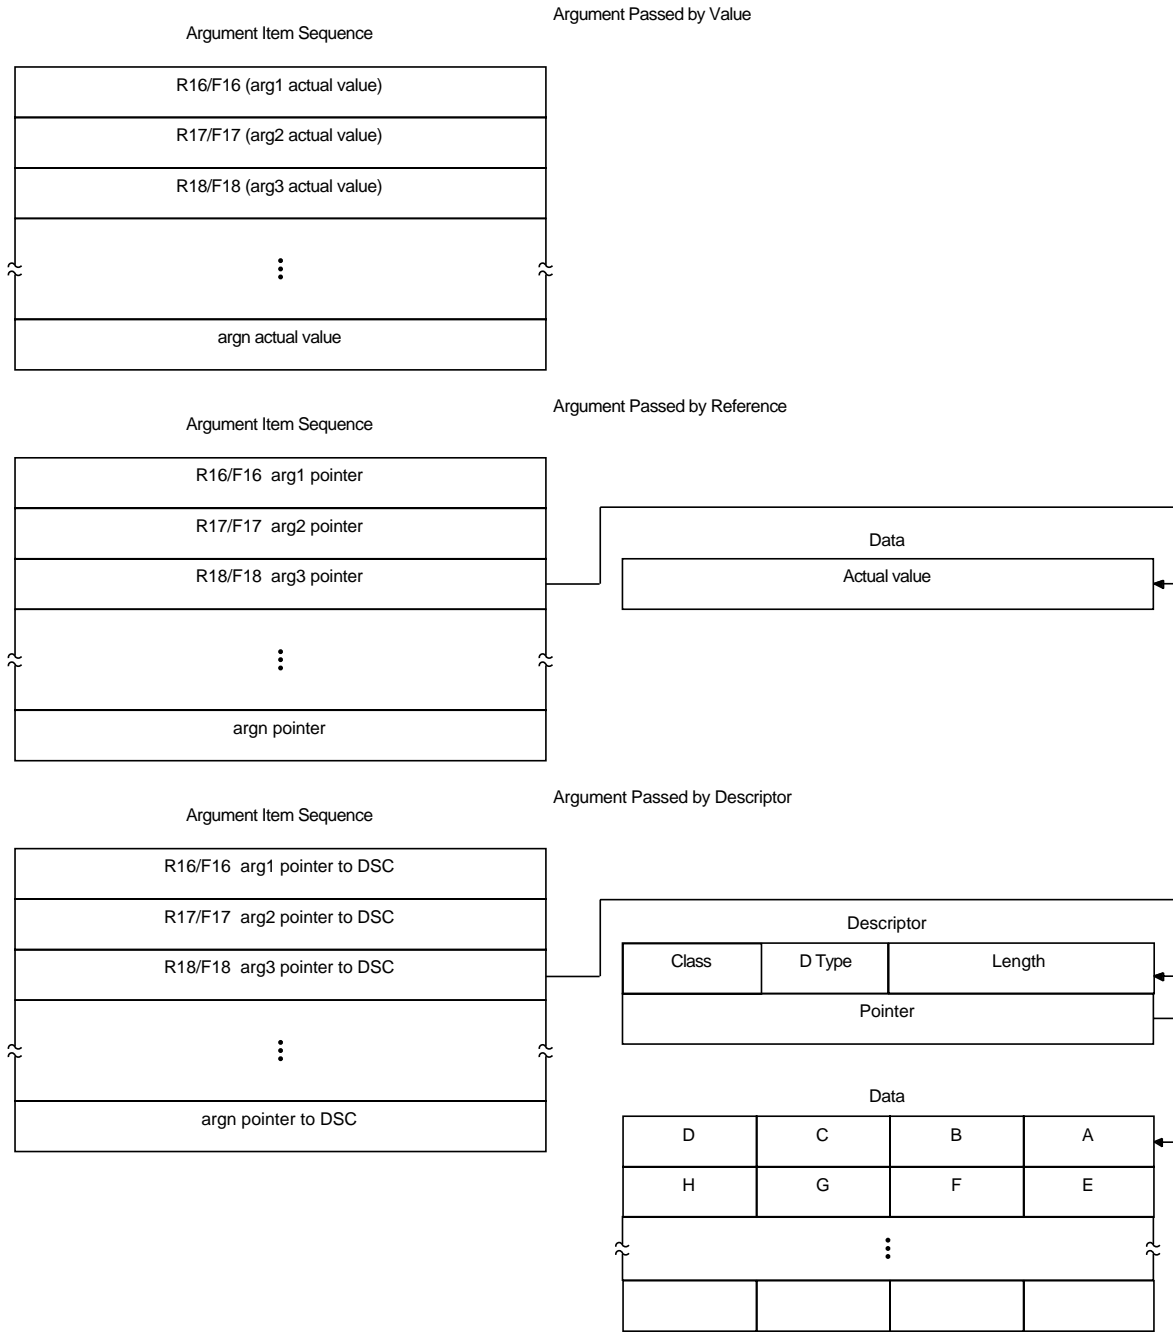 Argument Passed by Value
Argument Item Sequence
R16/F16 (arg1 actual value)
R17/F17 (arg2 actual value)
R18/F18 (arg3 actual value)
argn actual value
Argument Passed by Reference
Argument Item Sequence
R16/F16 arg1 pointer
R17/F17 arg2 pointer
R18/F18 arg3 pointer
argn pointer
Data
Actual value
Argument Passed by Descriptor
Argument Item Sequence
R16/F16 arg1 pointer to DSC
R17/F17 arg2 pointer to DSC
R18/F18 arg3 pointer to DSC
argn pointer to DSC
Descriptor
Class D Type Length
Pointer
Data
D C B A
H G F E